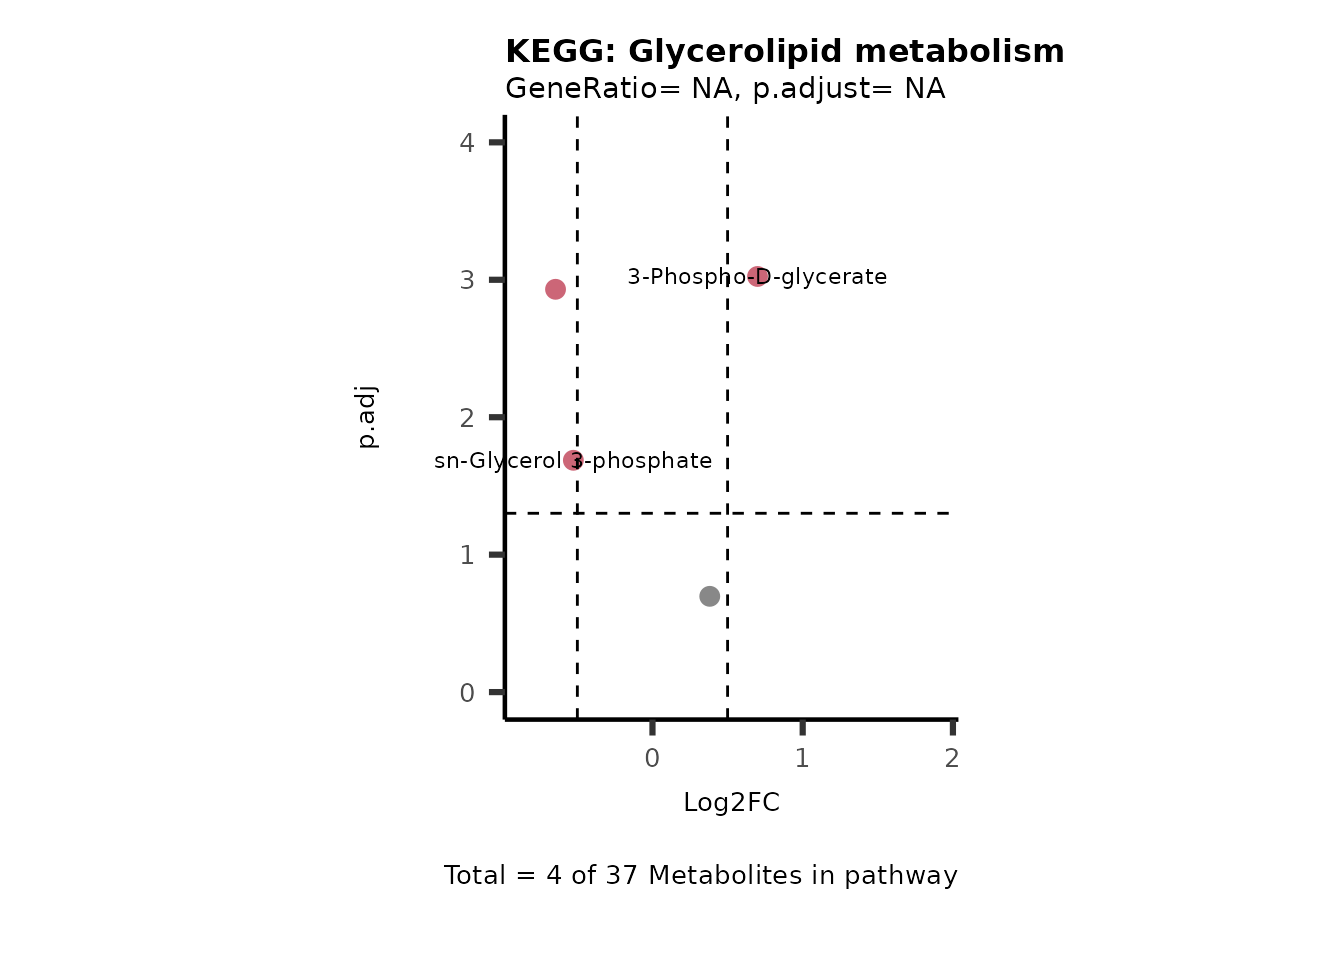 KEGG: Glycerolipid metabolism
GeneRatio= NA, p.adjust= NA
4
3
2
1
0
p.adj
3-Phospho-D-glycerate
sn-Glycerol 3-phosphate
0 1 2
Log2FC
Total = 4 of 37 Metabolites in pathway